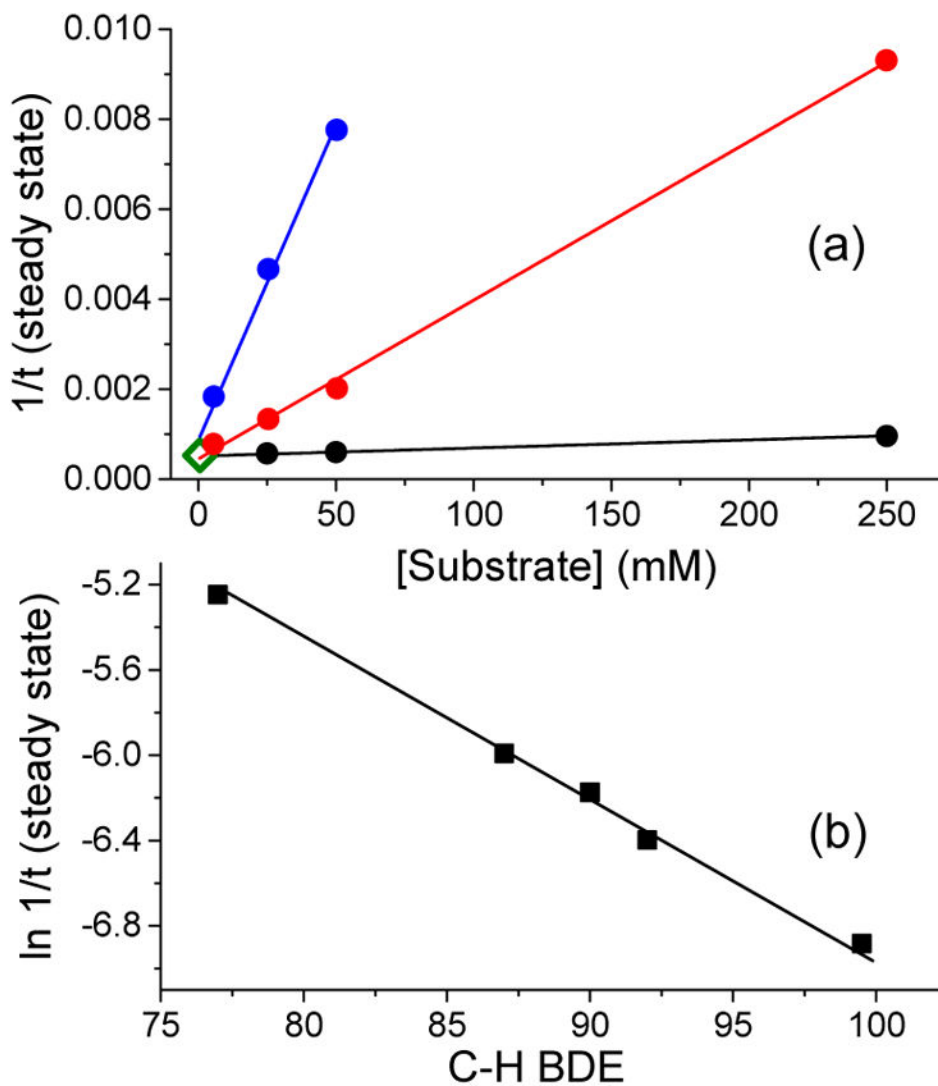 0.010
0.008
0.006
0.004
0.002
0.000
1/t (steady state)
(a)
0 50 100 150 200 250
[Substrate] (mM)
-5.2
-5.6
-6.0
-6.4
-6.8
ln 1/t (steady state)
(b)
75 80 85 90 95 100
C-H BDE